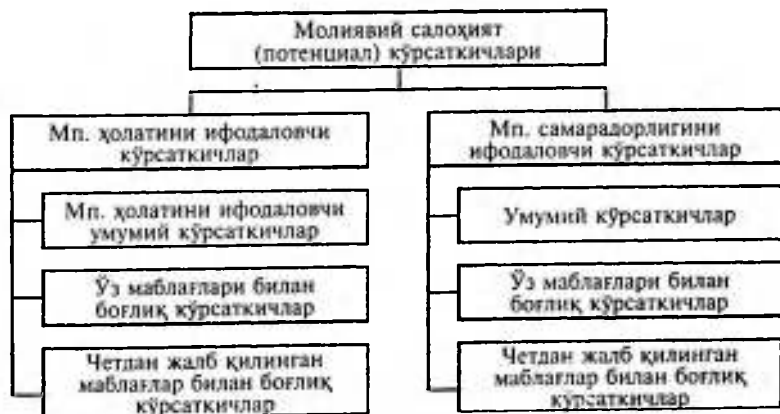 Молиявий салоҳият
(потенциал) кўрсаткичлари
Мп. ҳолатини ифодаловчи
кўрсаткичлар
Мп. ҳолатини ифодаловчи
умумий кўрсаткичлар
Ўз маблағлари билан
боғлиқ кўрсаткичлар
Четдан жалб қилинган
маблағлар билан боғлиқ
кўрсаткичлар
Мп. самарадорлигини
ифодаловчи кўрсаткичлар
Умумий кўрсаткичлар
Ўз маблағлари билан
боғлиқ кўрсаткичлар
Четдан жалб қилинган
маблағлар билан боғлиқ
кўрсаткичлар